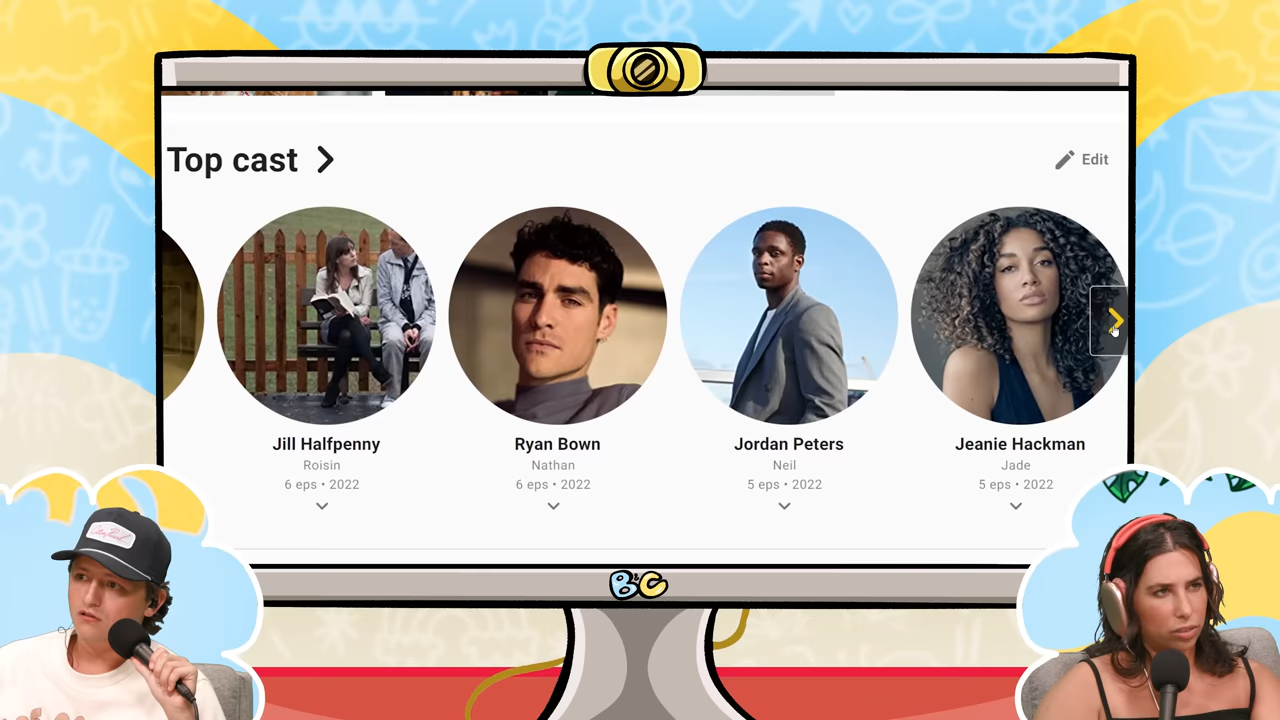 Top cast
Edit
Jill Halfpenny
Roisin
6 eps • 2022
Ryan Bown
Nathan
6 eps • 2022
Jordan Peters
Neil
5 eps • 2022
Jeanie Hackman
Jade
5 eps • 2022
B&C